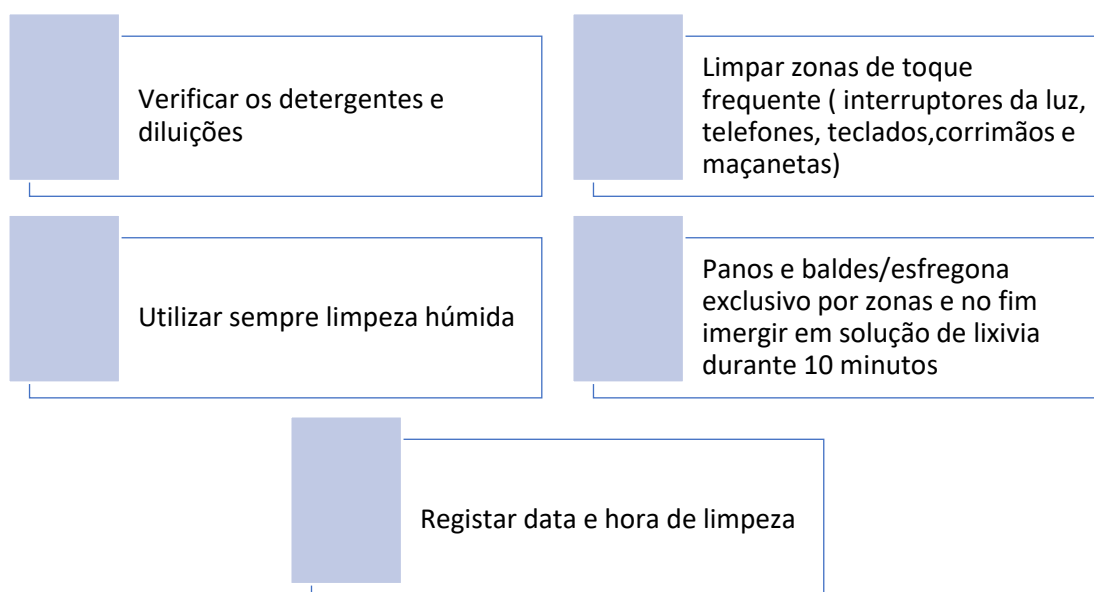 Verificar os detergentes e
diluições
Limpar zonas de toque
frequente ( interruptores da luz,
telefones, teclados,corrimãos e
maçanetas)
Utilizar sempre limpeza húmida
Panos e baldes/esfregona
exclusivo por zonas e no fim
imergir em solução de lixivia
durante 10 minutos
Registar data e hora de limpeza